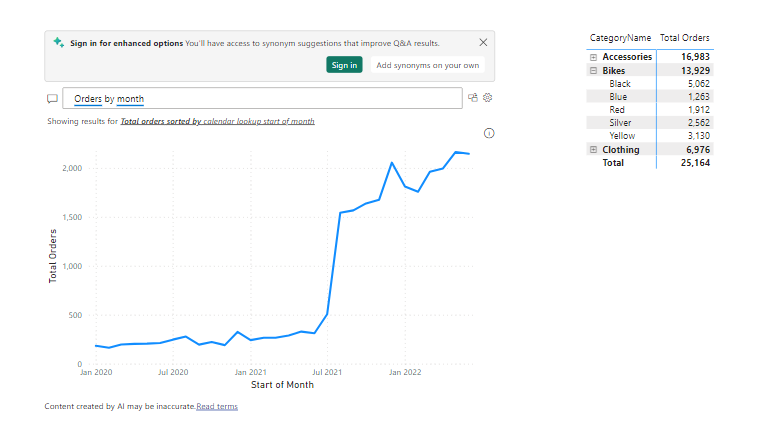 Sign in for enhanced options You'll have access to synonym suggestions that improve Q&A results.
Sign in
Add synonyms on your own
Orders by month
Showing results for Total orders sorted by calendar lookup start of month
2,000
1,500
1,000
500
0
Total Orders
Jan 2020
Jul 2020
Jan 2021
Jul 2021
Jan 2022
Start of Month
Content created by AI may be inaccurate.Read terms
CategoryName Total Orders
Accessories 16,983
Bikes 13,929
Black 5,062
Blue 1,263
Red 1,912
Silver 2,562
Yellow 3,130
Clothing 6,976
Total 25,164